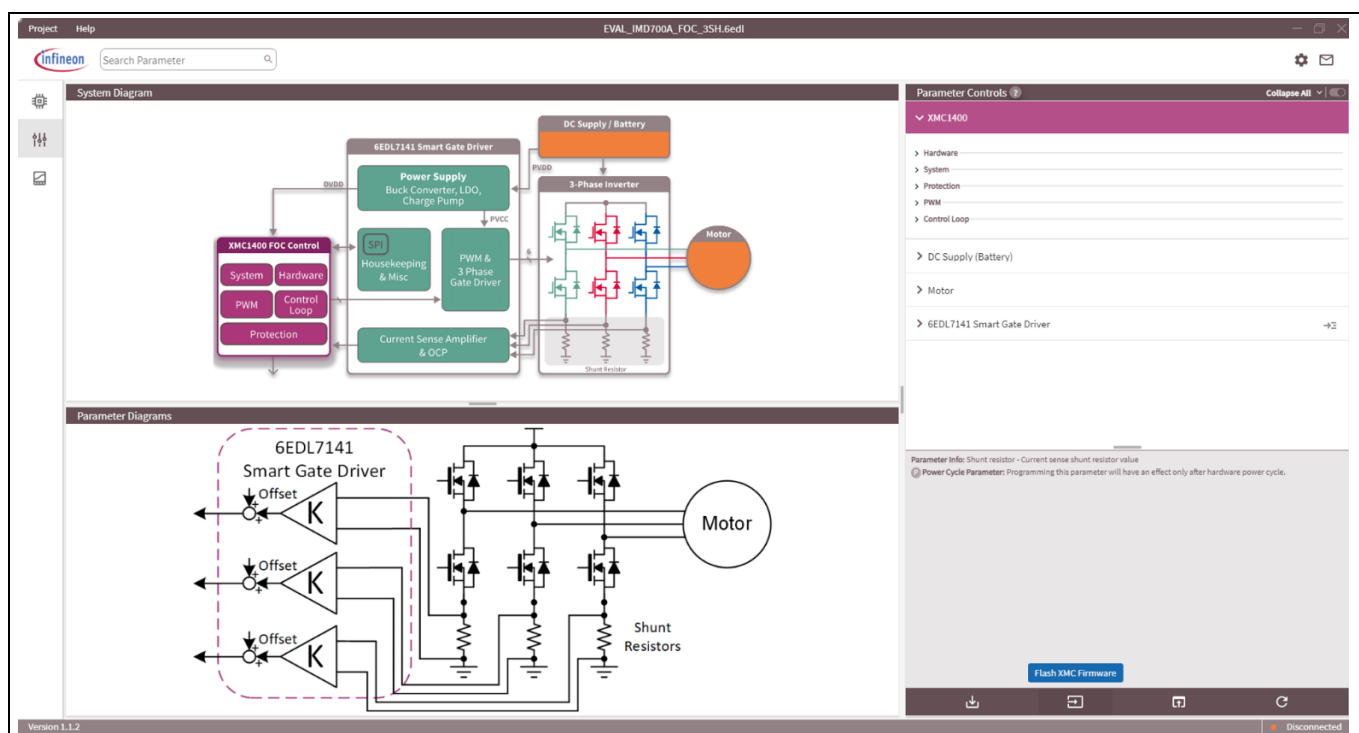 Project Help EVAL_IMD700A_FOC_3SH.6edl
infineon Search Parameter
System Diagram
DC Supply / Battery
6EDL7141 Smart Gate Driver
Power Supply
Buck Converter, LDO,
Charge Pump
DVDD
PVDD
PVCC
3-Phase Inverter
XMC1400 FOC Control
System Hardware
PWM Control
Loop
Protection
SPI
Housekeeping
& Misc
PWM &
3 Phase
Gate Driver
6
Motor
Current Sense Amplifier
& OCP
Shunt Resistor
Parameter Diagrams
6EDL7141
Smart Gate Driver
Offset
+
+
K
Offset
+
+
K
Offset
+
+
K
Motor
Shunt
Resistors
Parameter Controls ? Collapse All
XMC1400
Hardware
System
Protection
PWM
Control Loop
DC Supply (Battery)
Motor
6EDL7141 Smart Gate Driver
Parameter Info: Shunt resistor - Current sense shunt resistor value
P Power Cycle Parameter: Programming this parameter will have an effect only after hardware power cycle.
Flash XMC Firmware
Version 1.1.2 Disconnected